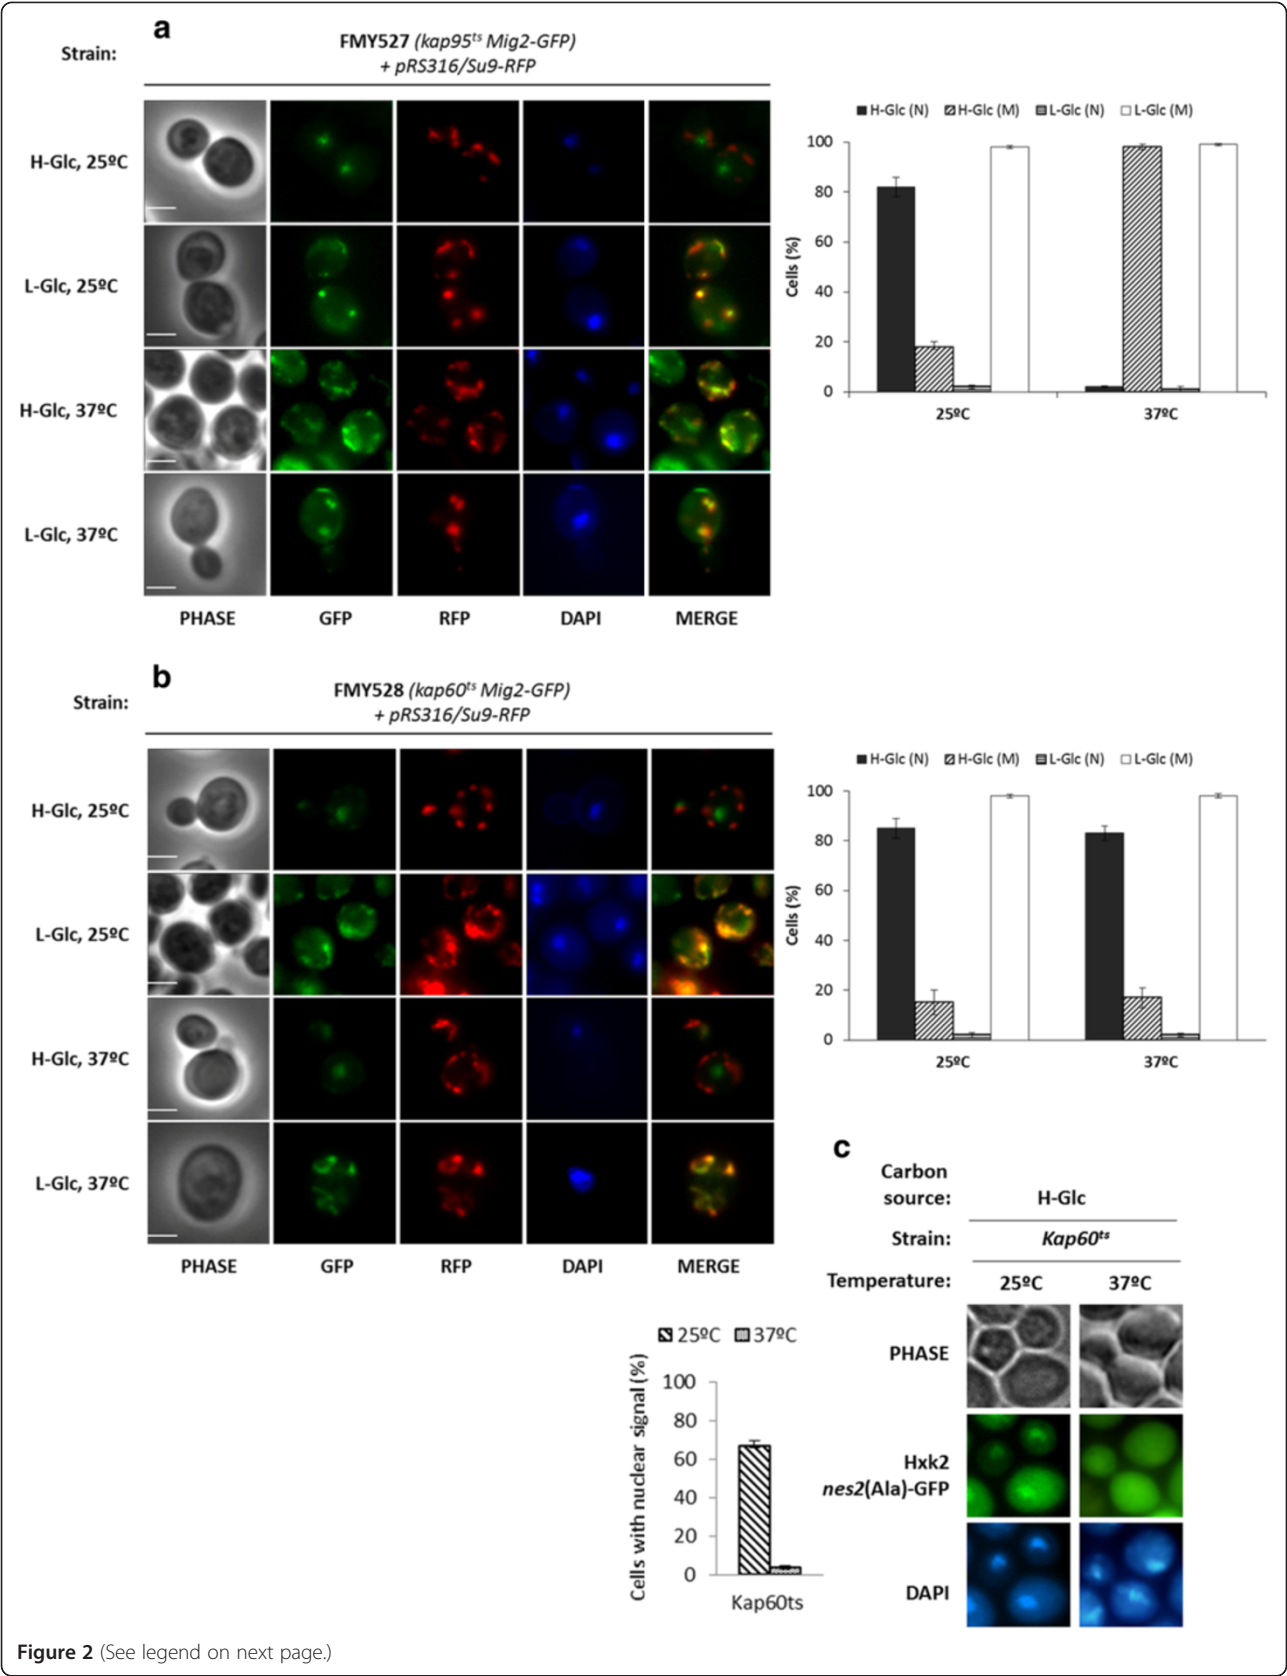 a
Strain:
FMY527 (kap95ts Mig2-GFP)
+ pRS316/Su9-RFP
H-Glc, 25ºC
L-Glc, 25ºC
H-Glc, 37ºC
L-Glc, 37ºC
PHASE GFP RFP DAPI MERGE
H-Glc (N) H-Glc (M) L-Glc (N) L-Glc (M)
Cells (%)
100
80
60
40
20
0
25ºC 37ºC
b
Strain:
FMY528 (kap60ts Mig2-GFP)
+ pRS316/Su9-RFP
H-Glc, 25ºC
L-Glc, 25ºC
H-Glc, 37ºC
L-Glc, 37ºC
PHASE GFP RFP DAPI MERGE
H-Glc (N) H-Glc (M) L-Glc (N) L-Glc (M)
Cells (%)
100
80
60
40
20
0
25ºC 37ºC
25ºC 37ºC
Cells with nuclear signal (%)
100
80
60
40
20
0
Kap60ts
c
Carbon
source: H-Glc
Strain: Kap60ts
Temperature: 25ºC 37ºC
PHASE
Hxk2
nes2(Ala)-GFP
DAPI
Figure 2 (See legend on next page.)